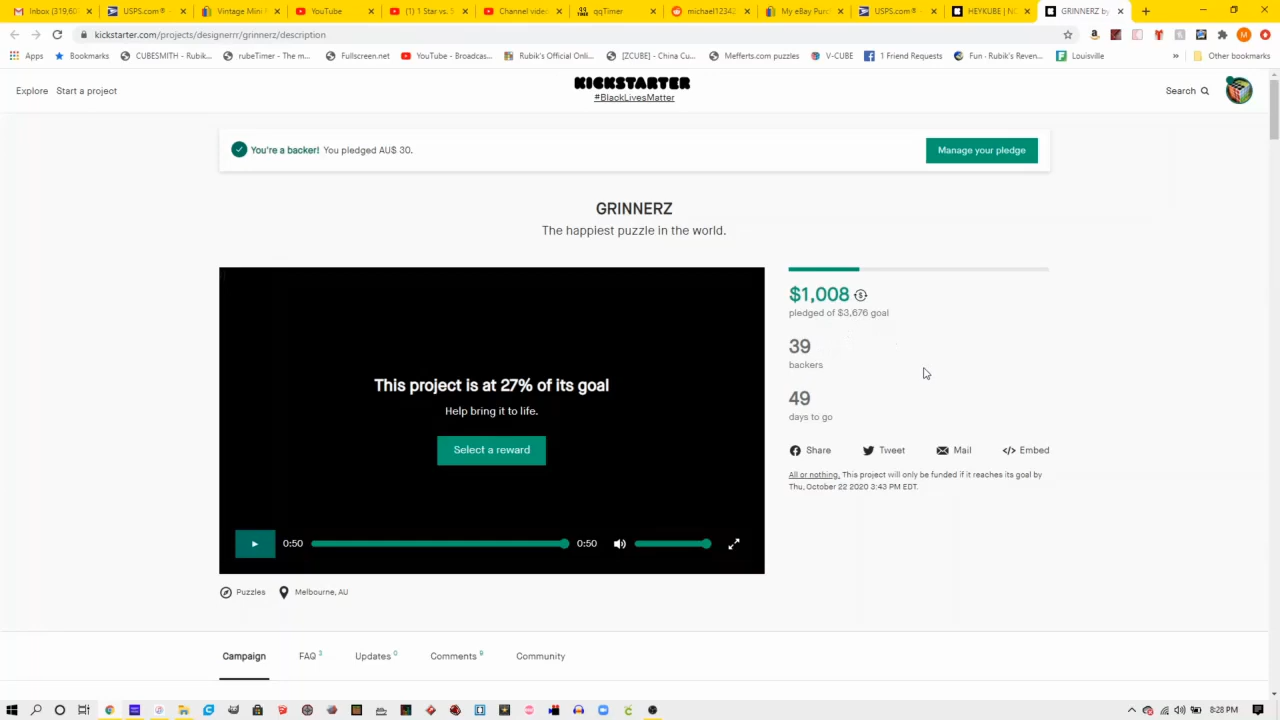 Inbox (319,60
USPS.com® -
Vintage Mini
YouTube
(1) 1 Star vs. 5
Channel video
qqTimer
michael12342
My eBay Purc
USPS.com® -
HEYKUBE | NC
GRINNERZ by
kickstarter.com/projects/designerrr/grinnerz/description
M
Apps
Bookmarks
CUBESMITH - Rubik...
rubeTimer - The m...
Fullscreen.net
YouTube - Broadcas...
Rubik's Official Onli...
[ZCUBE] - China Cu...
Mefferts.com puzzles
V-CUBE
1 Friend Requests
Fun · Rubik's Reven...
Louisville
»
Other bookmarks
Explore
Start a project
KICKSTARTER
#BlackLivesMatter
Search
You're a backer! You pledged AU$ 30.
Manage your pledge
GRINNERZ
The happiest puzzle in the world.
This project is at 27% of its goal
Help bring it to life.
Select a reward
0:50
0:50
$1,008
pledged of $3,676 goal
39
backers
49
days to go
Share
Tweet
Mail
Embed
All or nothing. This project will only be funded if it reaches its goal by
Thu, October 22 2020 3:43 PM EDT.
Puzzles
Melbourne, AU
Campaign
FAQ 3
Updates 0
Comments 9
Community
8:28 PM